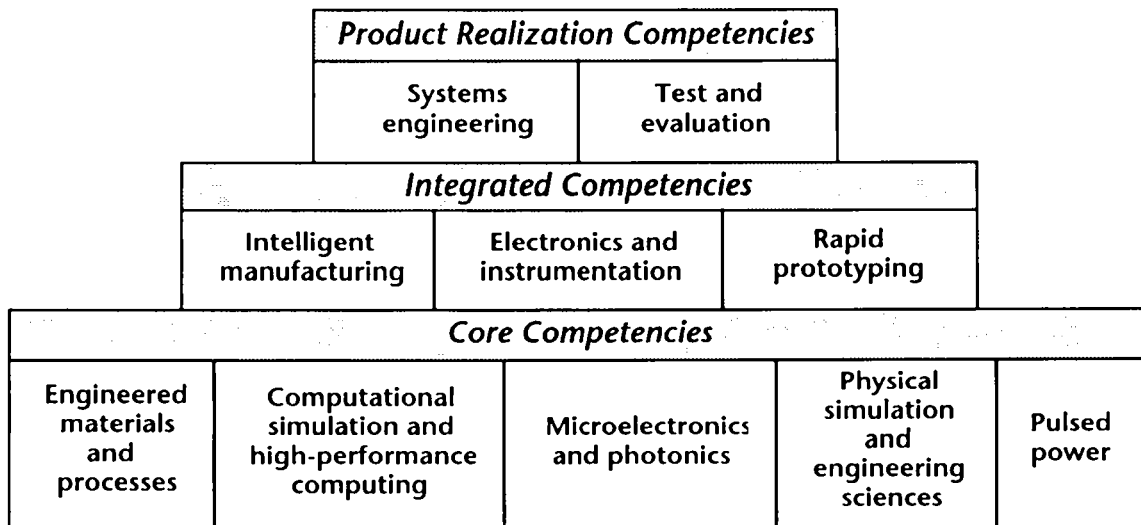 Product Realization Competencies
Systems
engineering
Test and
evaluation
Integrated Competencies
Intelligent
manufacturing
Electronics and
instrumentation
Rapid
prototyping
Core Competencies
Engineered
materials
and
processes
Computational
simulation and
high-performance
computing
Microelectronics
and photonics
Physical
simulation
and
engineering
sciences
Pulsed
power